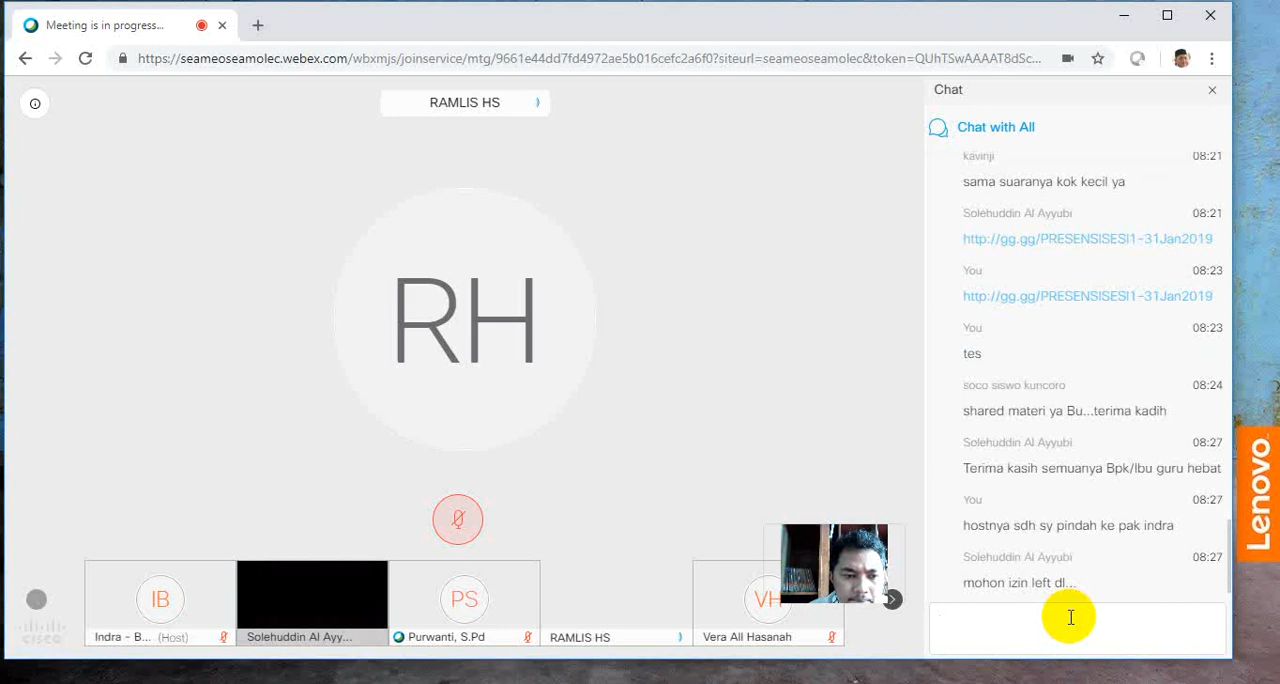 Meeting is in progress...
https://seameoseamolec.webex.com/wbxmjs/joinservice/mtg/9661e44dd7fd4972ae5b016cefc2a6f0?siteurl=seameoseamolec&token=QUhTSwAAAAT8dSc...
RAMLIS HS
RH
IB
Indra - B... (Host)
Solehuddin Al Ayy...
PS
Purwanti, S.Pd
RAMLIS HS
VH
Vera All Hasanah
cisco
Chat
Chat with All
kavinji 08:21
sama suaranya kok kecil ya
Solehuddin Al Ayyubi 08:21
http://gg.gg/PRESENSISESI1-31Jan2019
You 08:23
http://gg.gg/PRESENSISESI1-31Jan2019
You 08:23
tes
soco siswo kuncoro 08:24
shared materi ya Bu...terima kadih
Solehuddin Al Ayyubi 08:27
Terima kasih semuanya Bpk/Ibu guru hebat
You 08:27
hostnya sdh sy pindah ke pak indra
Solehuddin Al Ayyubi 08:27
mohon izin left dl...
Lenovo